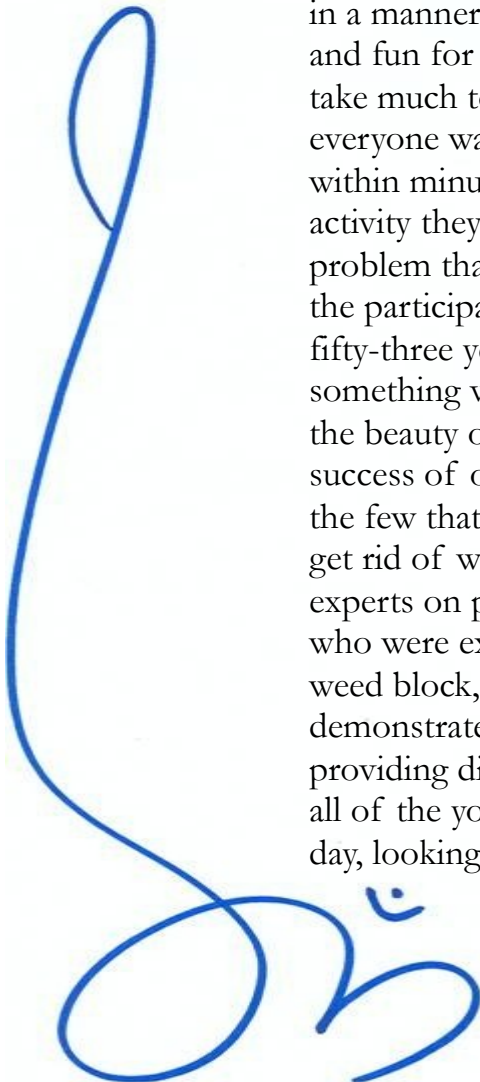 in a manner
and fun for
take much to
everyone wa
within minu
activity they
problem tha
the participa
fifty-three yo
something
the beauty o
success of o
the few that
get rid of w
experts on p
who were ex
weed block,
demonstrate
providing di
all of the yo
day, looking